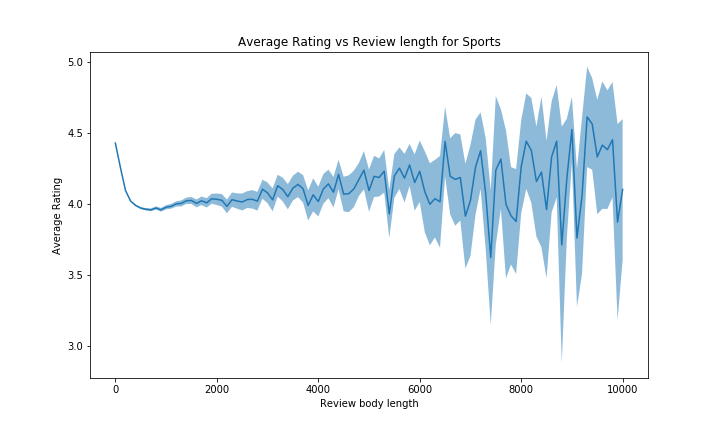 Average Rating vs Review length for Sports
5.0
4.5
4.0
3.5
3.0
Average Rating
0 2000 4000 6000 8000 10000
Review body length